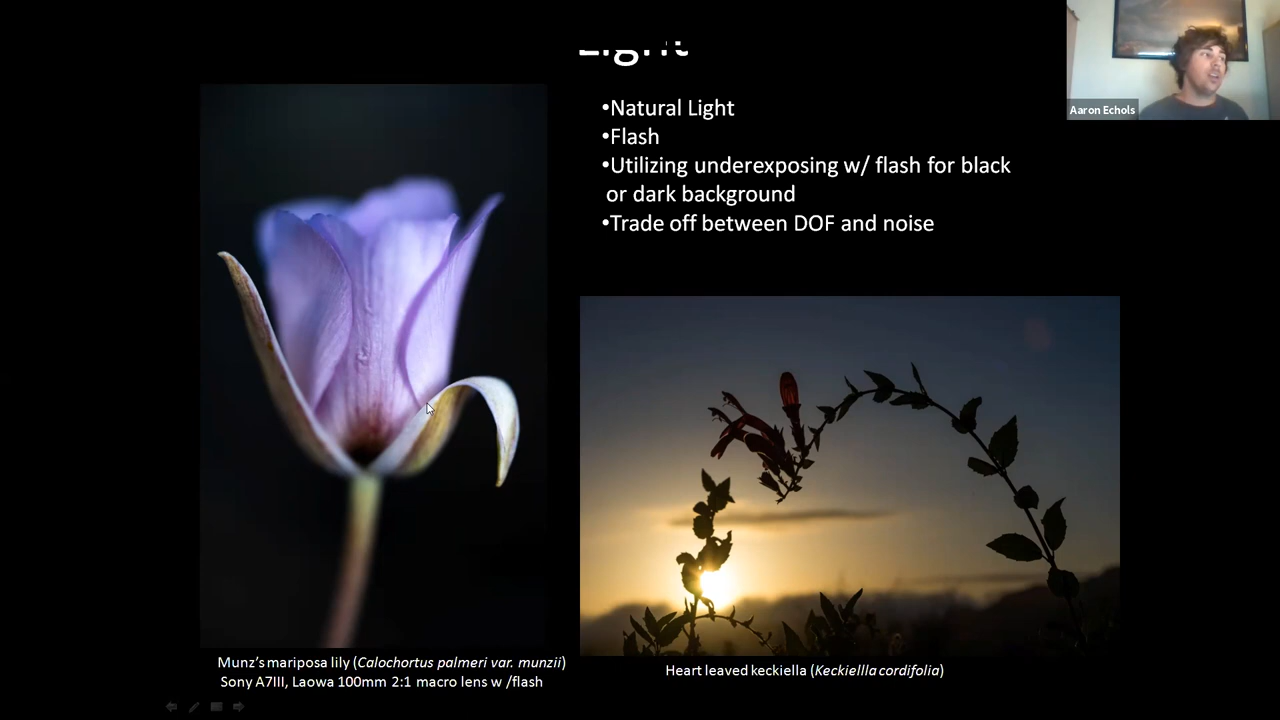 Light
Aaron Echols
•Natural Light
•Flash
•Utilizing underexposing w/ flash for black
or dark background
•Trade off between DOF and noise
Munz’s mariposa lily (Calochortus palmeri var. munzii)
Sony A7III, Laowa 100mm 2:1 macro lens w /flash
Heart leaved keckiella (Keckiellla cordifolia)